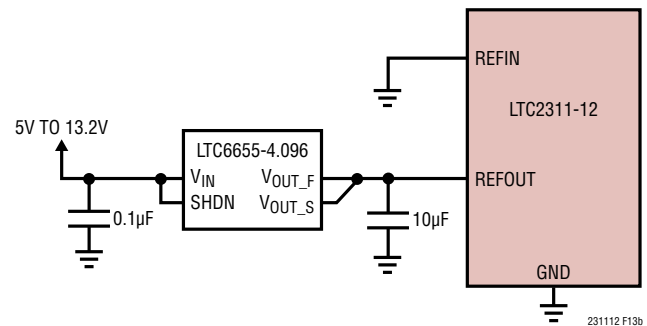 REFIN
LTC2311-12
5V TO 13.2V
LTC6655-4.096
VIN VOUT_F
SHDN VOUT_S
REFOUT
0.1µF
10µF
GND
231112 F13b